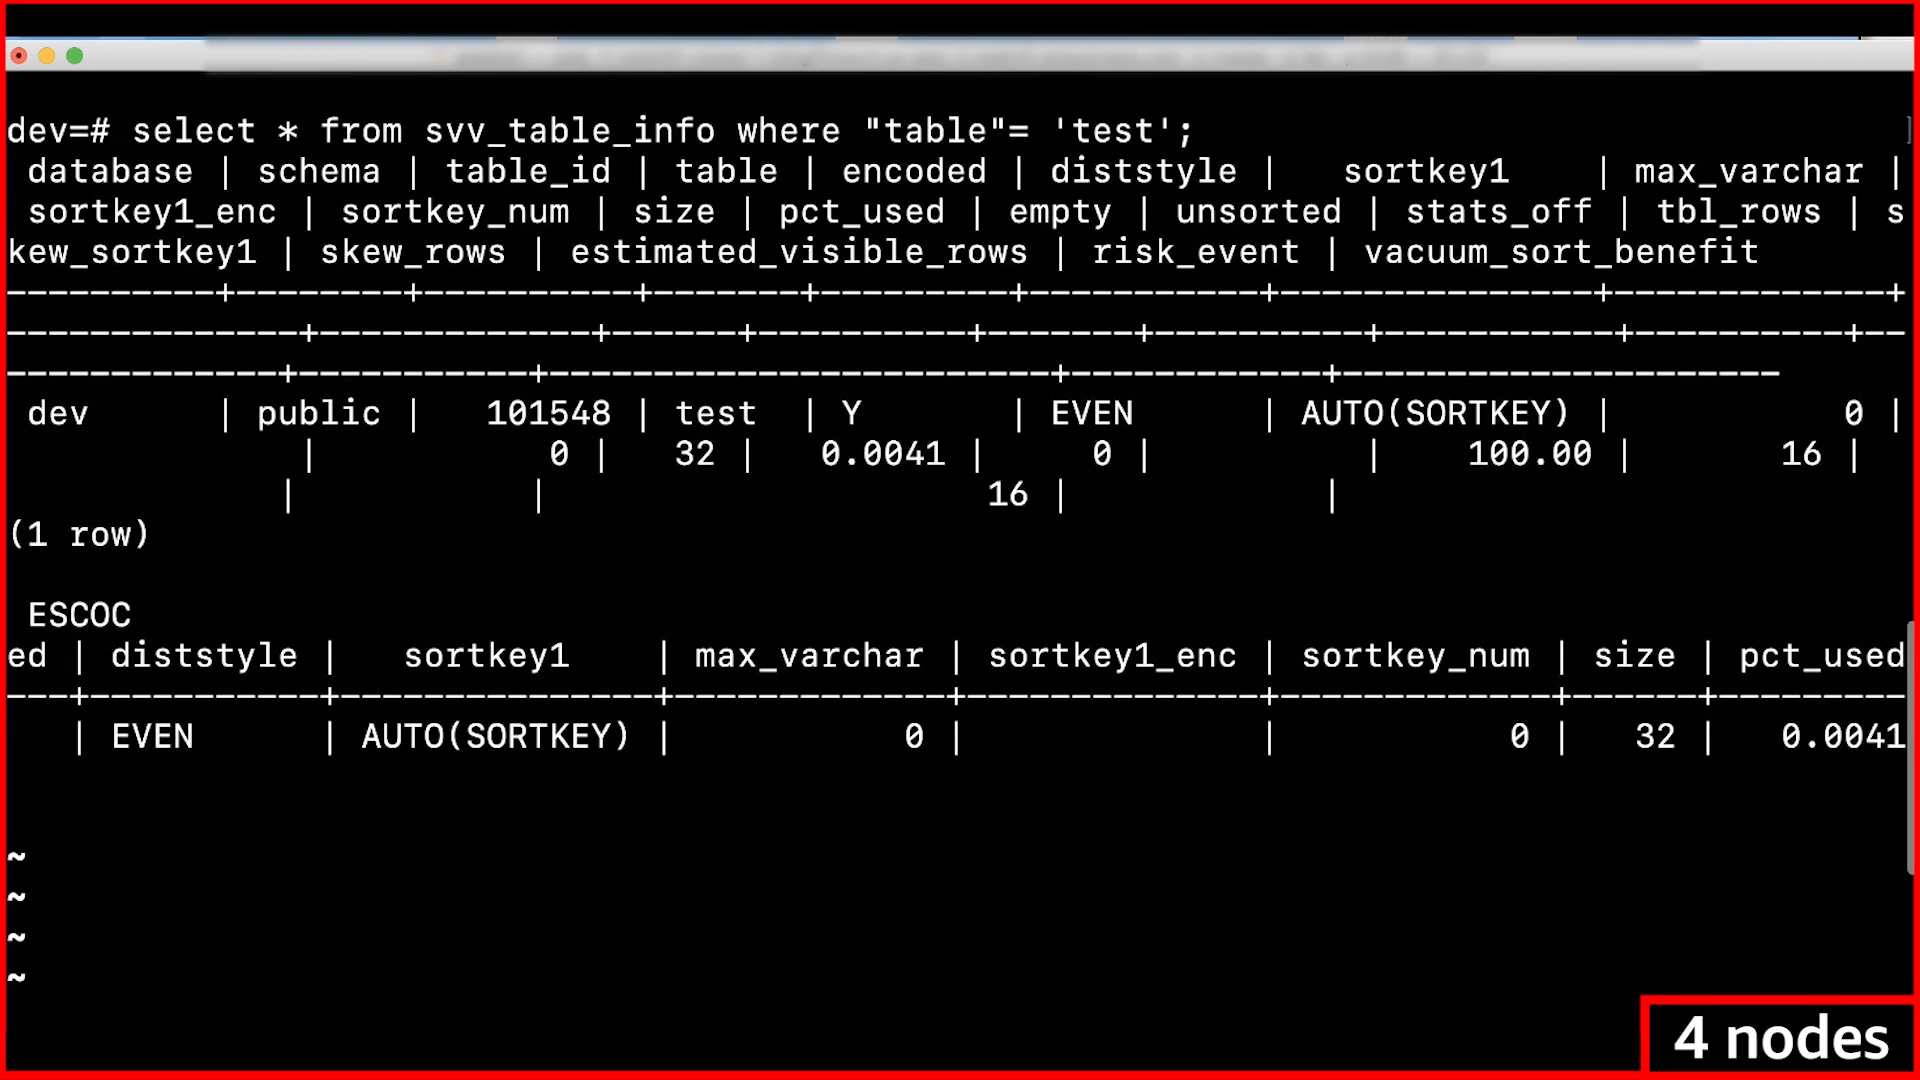 dev=# select * from svv_table_info where "table"= 'test';
 database | schema  | table_id | table | encoded | diststyle |   sortkey1    | max_varchar |
 sortkey1_enc | sortkey_num | size | pct_used | empty | unsorted | stats_off | tbl_rows | s
kew_sortkey1 | skew_rows | estimated_visible_rows | risk_event | vacuum_sort_benefit
----------+---------+----------+-------+---------+-----------+---------------+-------------+
--------------+-------------+------+----------+-------+----------+-----------+----------+--
-------------+-----------+------------------------+------------+---------------------
 dev      | public |   101548 | test  | Y       | EVEN      | AUTO(SORTKEY) |           0 |
              |           0 |   32 |   0.0041 |     0 |          |    100.00 |       16 |
             |           |                     16 |            |
(1 row)
 ESCOC
ed | diststyle |   sortkey1    | max_varchar | sortkey1_enc | sortkey_num | size | pct_used
---+-----------+---------------+-------------+--------------+-------------+------+---------
   | EVEN      | AUTO(SORTKEY) |           0 |              |           0 |   32 |   0.0041
~
~
~
~
4 nodes